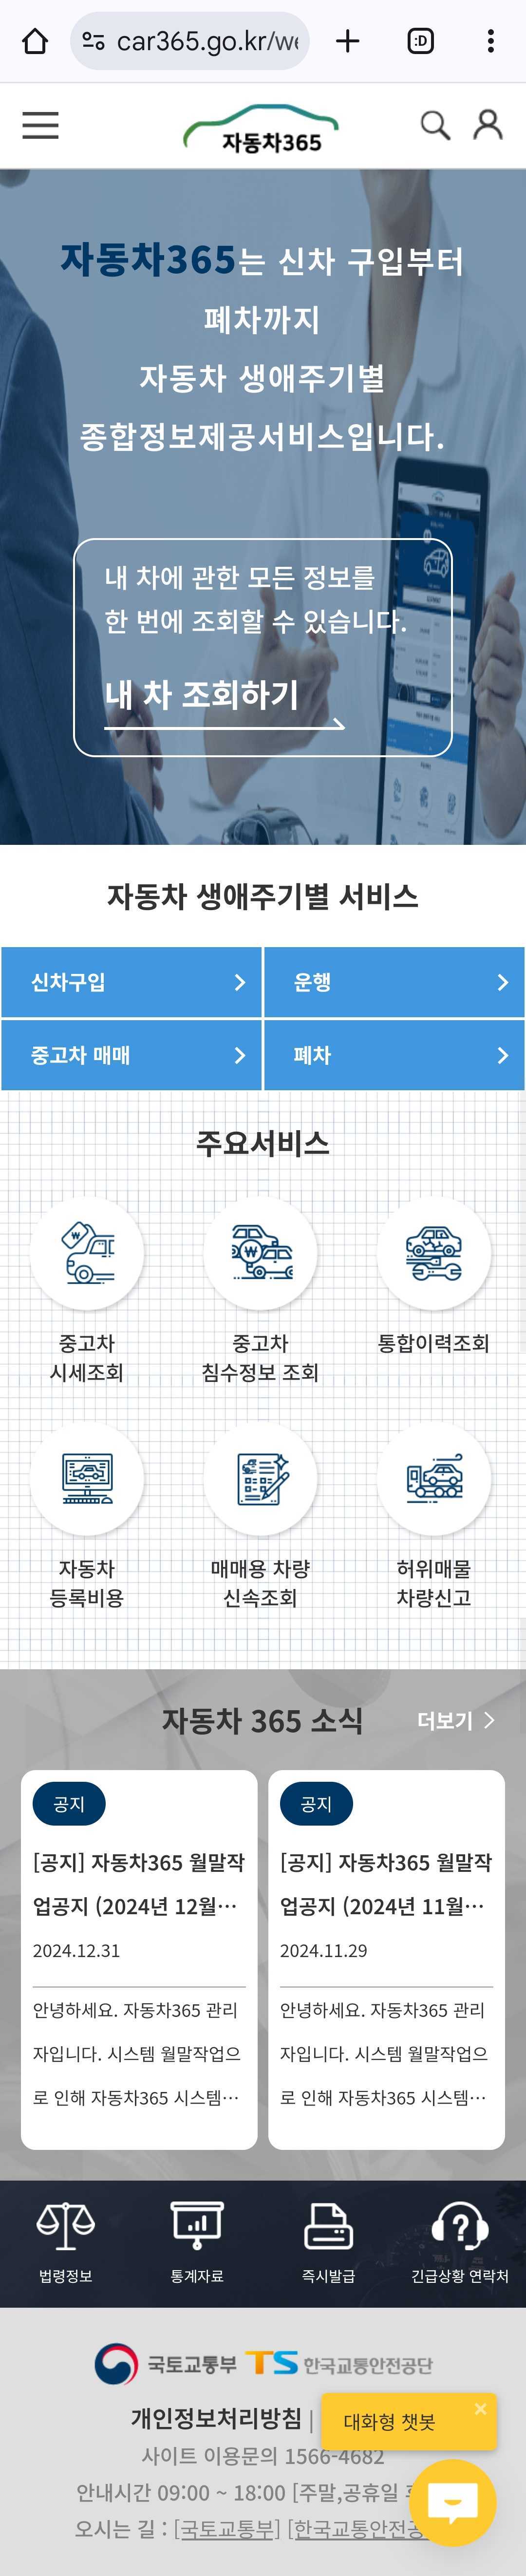 car365.go.kr/we
:D
자동차365
자동차365는 신차 구입부터
폐차까지
자동차 생애주기별
종합정보제공서비스입니다.
내 차에 관한 모든 정보를
한 번에 조회할 수 있습니다.
내 차 조회하기
자동차 생애주기별 서비스
신차구입
운행
중고차 매매
폐차
주요서비스
중고차
시세조회
중고차
침수정보 조회
통합이력조회
자동차
등록비용
매매용 차량
신속조회
허위매물
차량신고
자동차 365 소식
더보기
공지
[공지] 자동차365 월말작
업공지 (2024년 12월…
2024.12.31
안녕하세요. 자동차365 관리
자입니다. 시스템 월말작업으
로 인해 자동차365 시스템…
공지
[공지] 자동차365 월말작
업공지 (2024년 11월…
2024.11.29
안녕하세요. 자동차365 관리
자입니다. 시스템 월말작업으
로 인해 자동차365 시스템…
법령정보
통계자료
즉시발급
긴급상황 연락처
국토교통부 TS 한국교통안전공단
개인정보처리방침 |
대화형 챗봇
사이트 이용문의 1566-4682
안내시간 09:00 ~ 18:00 [주말,공휴일
오시는 길 : [국토교통부] [한국교통안전공